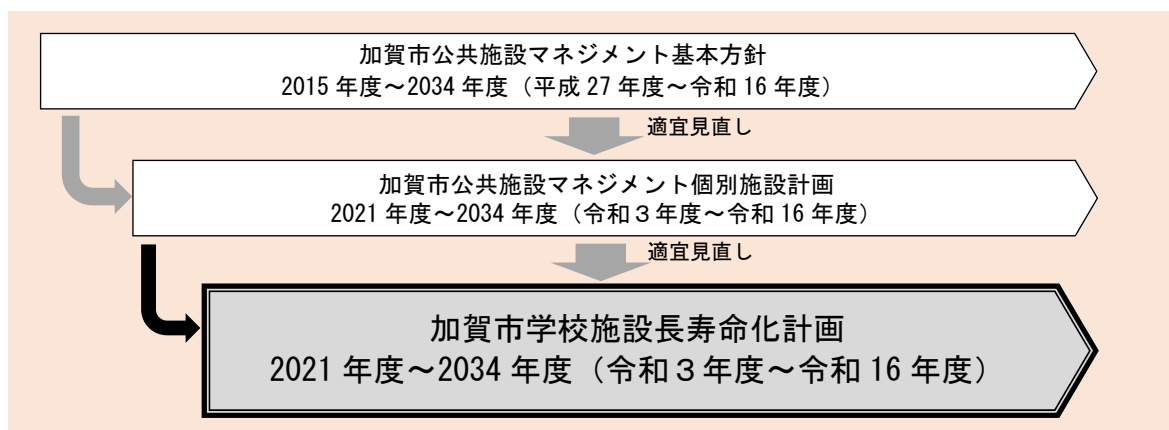 加賀市公共施設マネジメント基本方針
2015 年度～2034 年度（平成 27 年度～令和 16 年度）
適宜見直し
加賀市公共施設マネジメント個別施設計画
2021 年度～2034 年度（令和３年度～令和 16 年度）
適宜見直し
加賀市学校施設長寿命化計画
2021 年度～2034 年度（令和３年度～令和 16 年度）